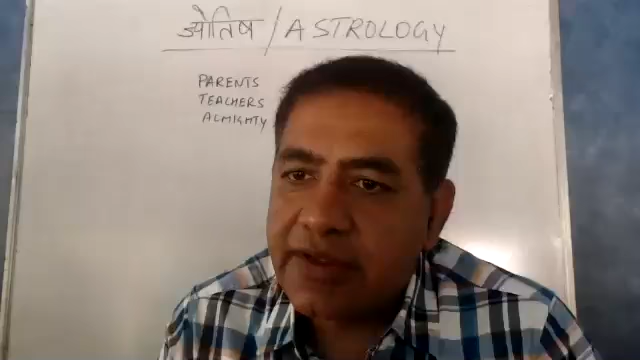 ज्योतिष / ASTROLOGY
PARENTS
TEACHERS
ALMIGHTY